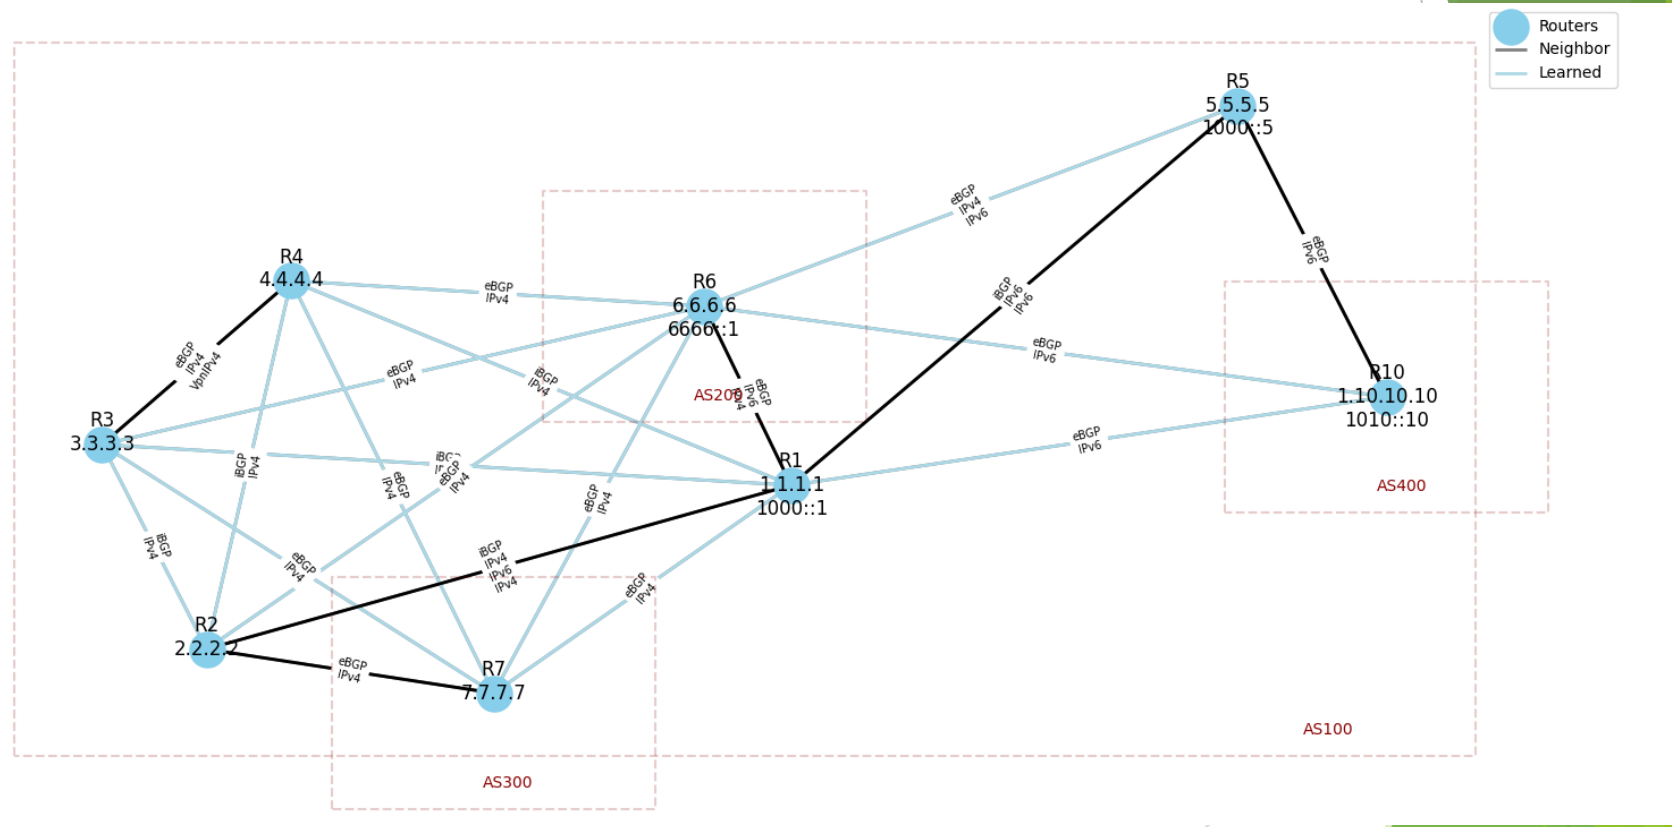 Routers
Neighbor
Learned
R5
5.5.5.5
1000::5
eBGP
IPv4
IPv6
eBGP
IPv6
R4
4.4.4.4
eBGP
IPv4
R6
6.6.6.6
6666::1
iBGP
IPv6
IPv6
eBGP
IPv6
eBGP
IPv4
VpnIPv4
eBGP
IPv4
iBGP
IPv4
AS200
eBGP
IPv6
IPv4
R10
1.10.10.10
1010::10
R3
3.3.3.3
iBGP
IPv4
eBGP
IPv4
iBGP
eBGP
IPv4
R1
1.1.1.1
1000::1
eBGP
IPv6
AS400
eBGP
IPv4
iBGP
IPv4
eBGP
IPv4
iBGP
IPv4
IPv6
IPv4
eBGP
IPv4
R2
2.2.2.2
eBGP
IPv4
R7
7.7.7.7
AS100
AS300